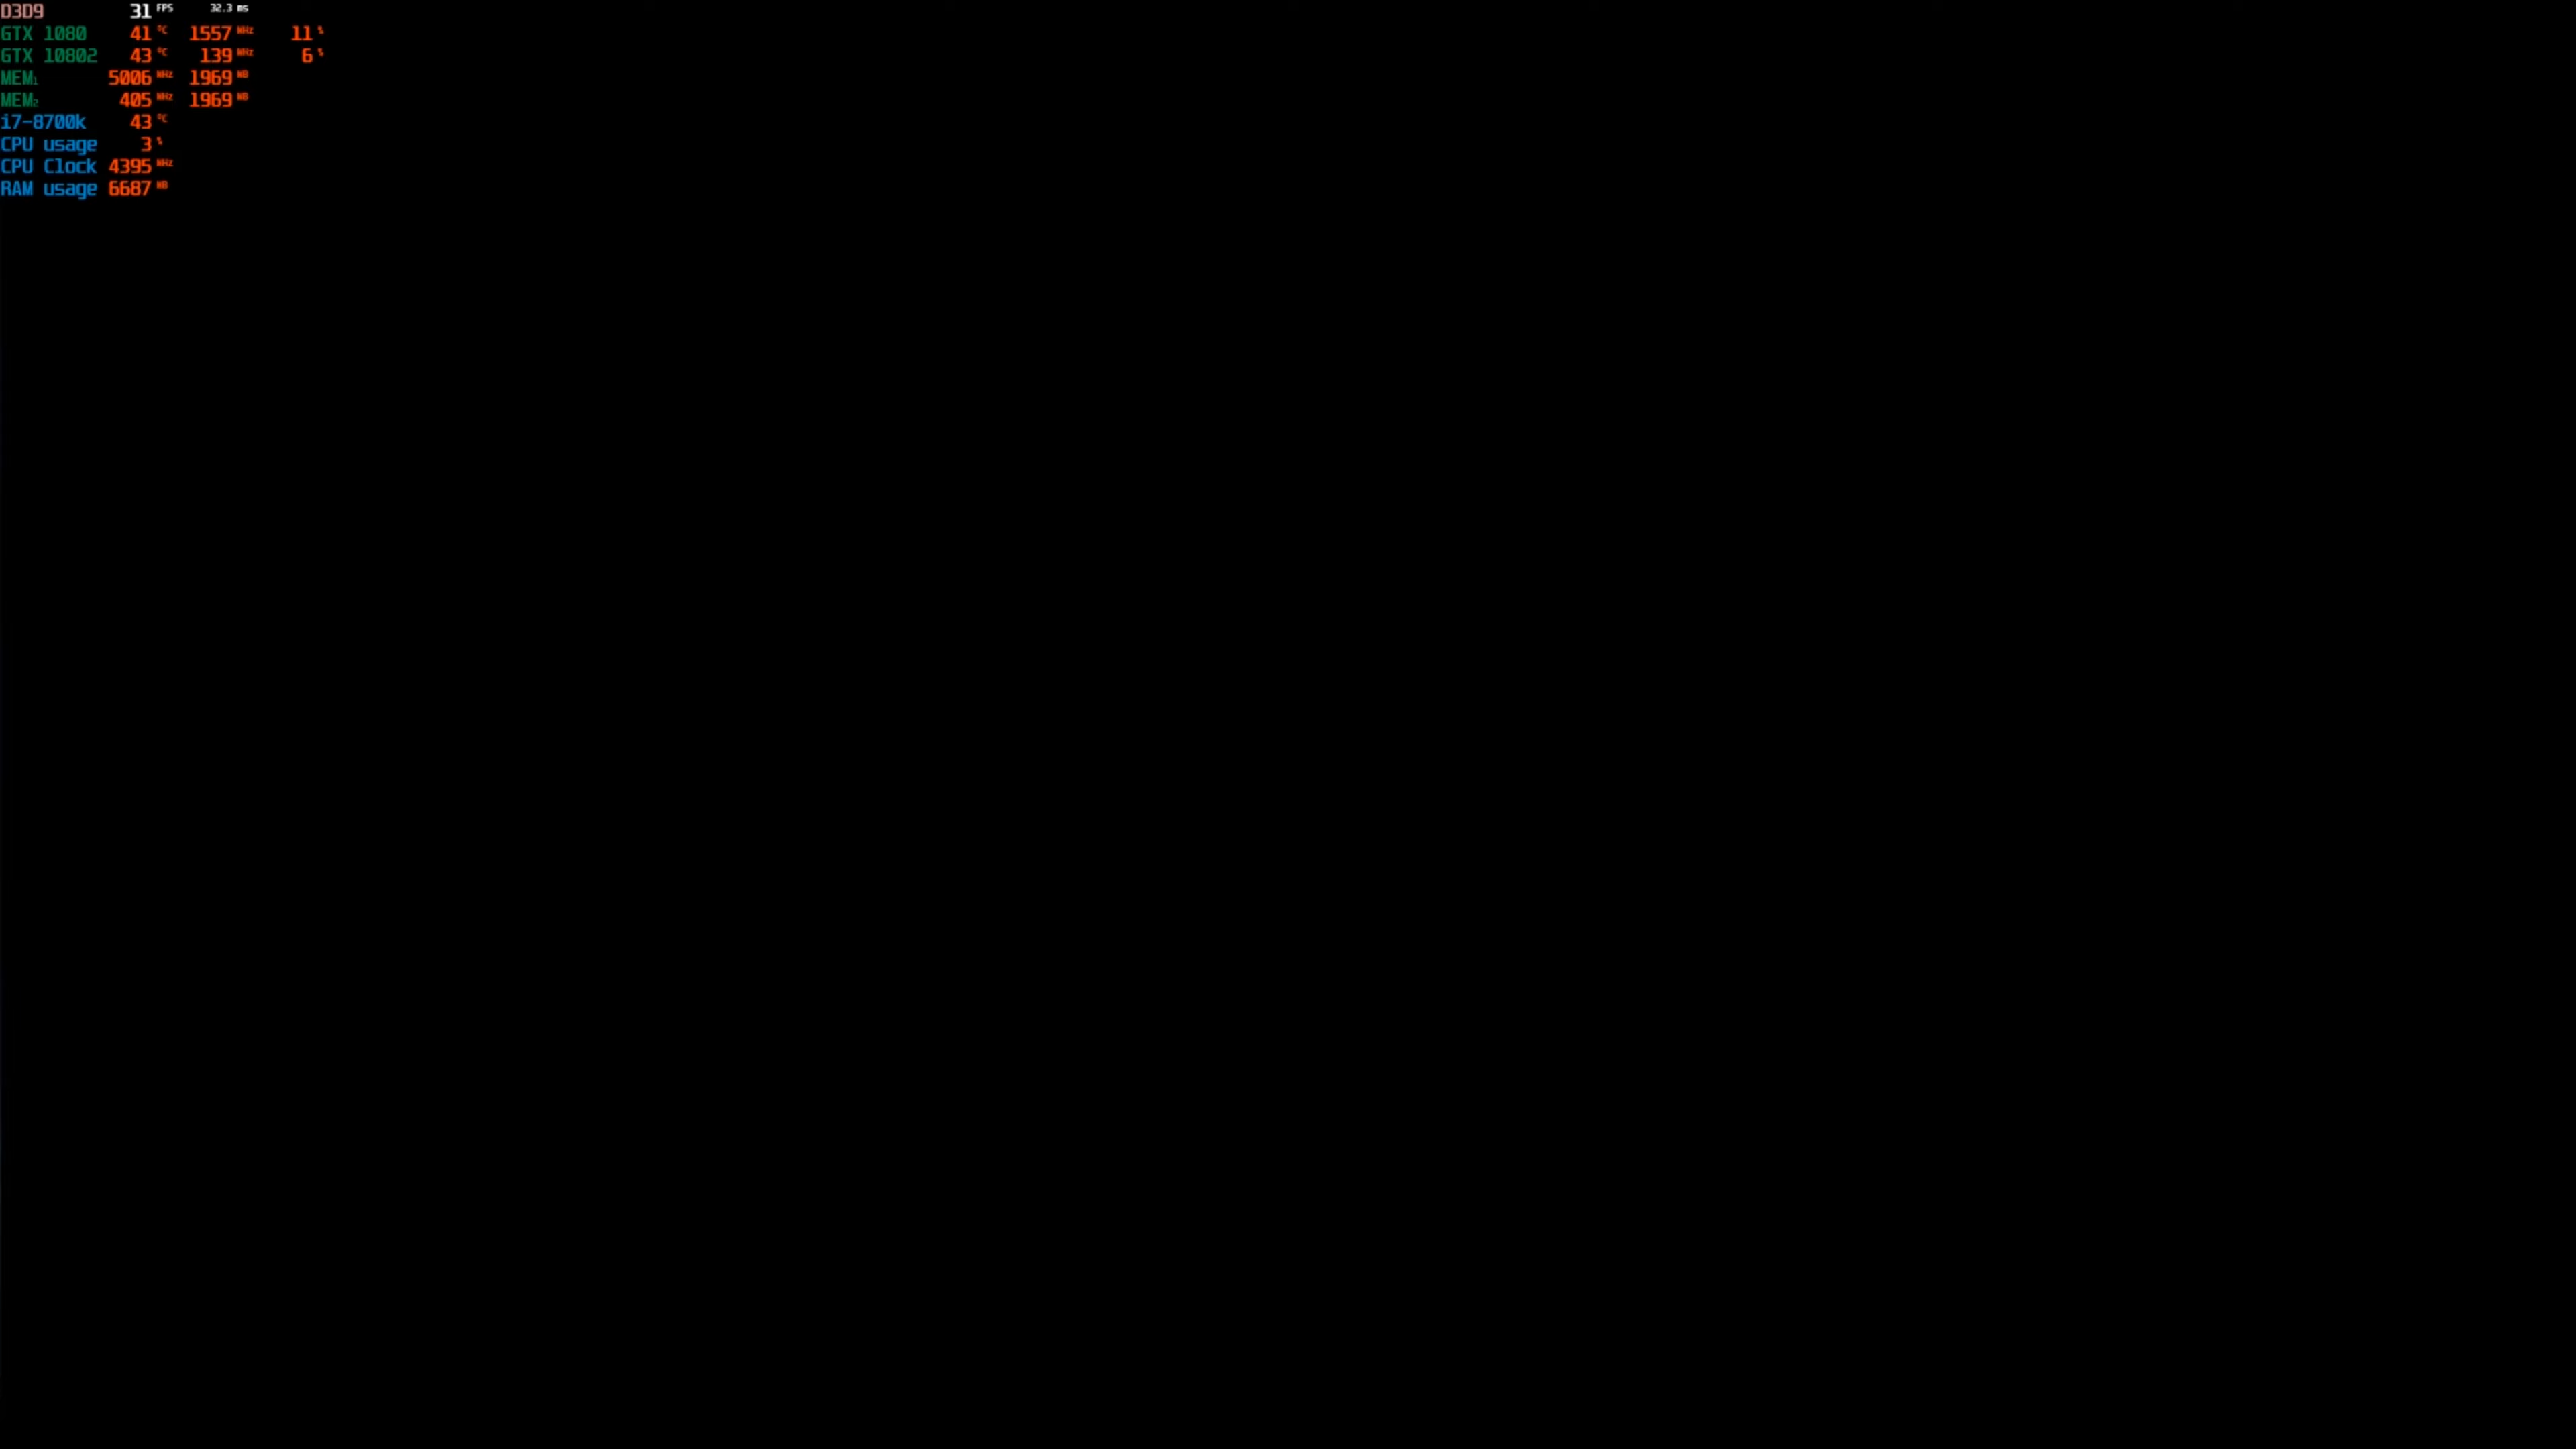 D3D9 31 FPS 32.3 ms
GTX 1080 41 °C 1557 MHz 11 %
GTX 10802 43 °C 139 MHz 6 %
MEM1 5006 MHz 1969 MB
MEM2 405 MHz 1969 MB
i7-8700k 43 °C
CPU usage 3 %
CPU Clock 4395 MHz
RAM usage 6687 MB